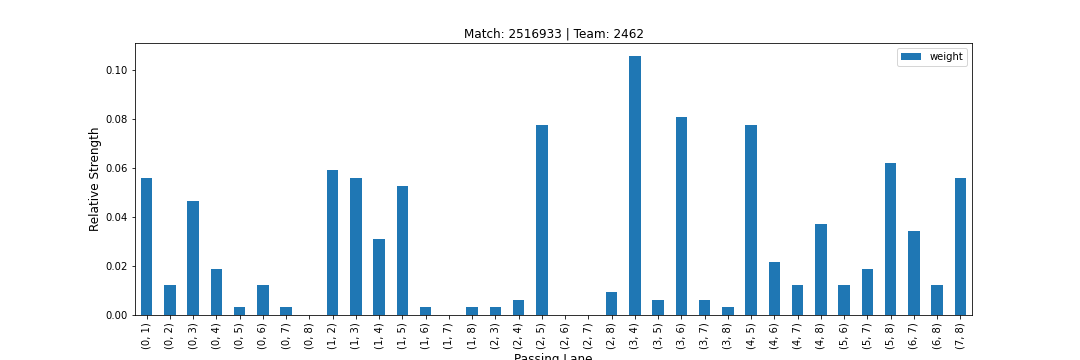 Match: 2516933 | Team: 2462
weight
Relative Strength
0.10
0.08
0.06
0.04
0.02
0.00
(0, 1) (0, 2) (0, 3) (0, 4) (0, 5) (0, 6) (0, 7) (0, 8) (1, 2) (1, 3) (1, 4) (1, 5) (1, 6) (1, 7) (1, 8) (2, 3) (2, 4) (2, 5) (2, 6) (2, 7) (2, 8) (3, 4) (3, 5) (3, 6) (3, 7) (3, 8) (4, 5) (4, 6) (4, 7) (4, 8) (5, 6) (5, 7) (5, 8) (6, 7) (6, 8) (7, 8)
Passing Lane